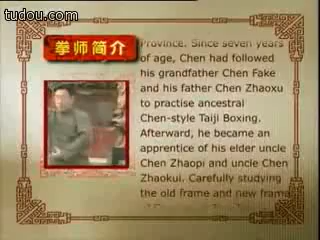 tudou.com
拳师简介
Province. Since seven years
of age, Chen had followed
his grandfather Chen Fake
and his father Chen Zhaoxu
to practise ancestral
Chen-style Taiji Boxing.
Afterward, he became an
apprentice of his elder uncle
Chen Zhaopi and uncle Chen
Zhaokui. Carefully studying
the old frame and new frame